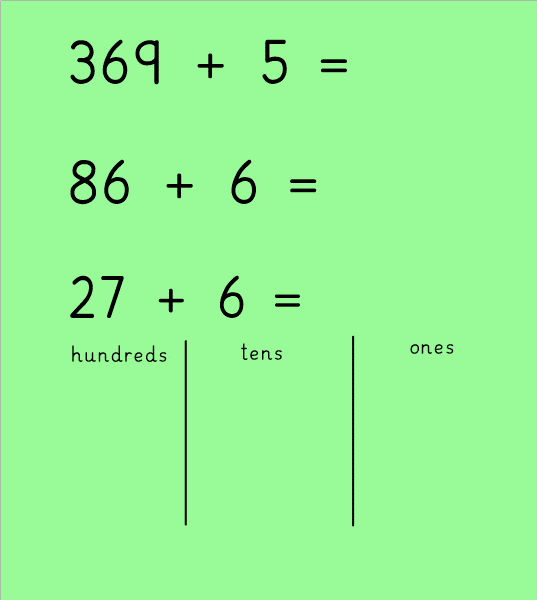 369 + 5 =
86 + 6 =
27 + 6 =
hundreds tens ones